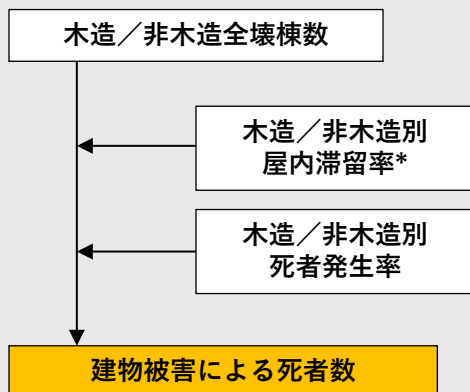 木造／非木造全壊棟数
木造／非木造別
屋内滞留率*
木造／非木造別
死者発生率
建物被害による死者数